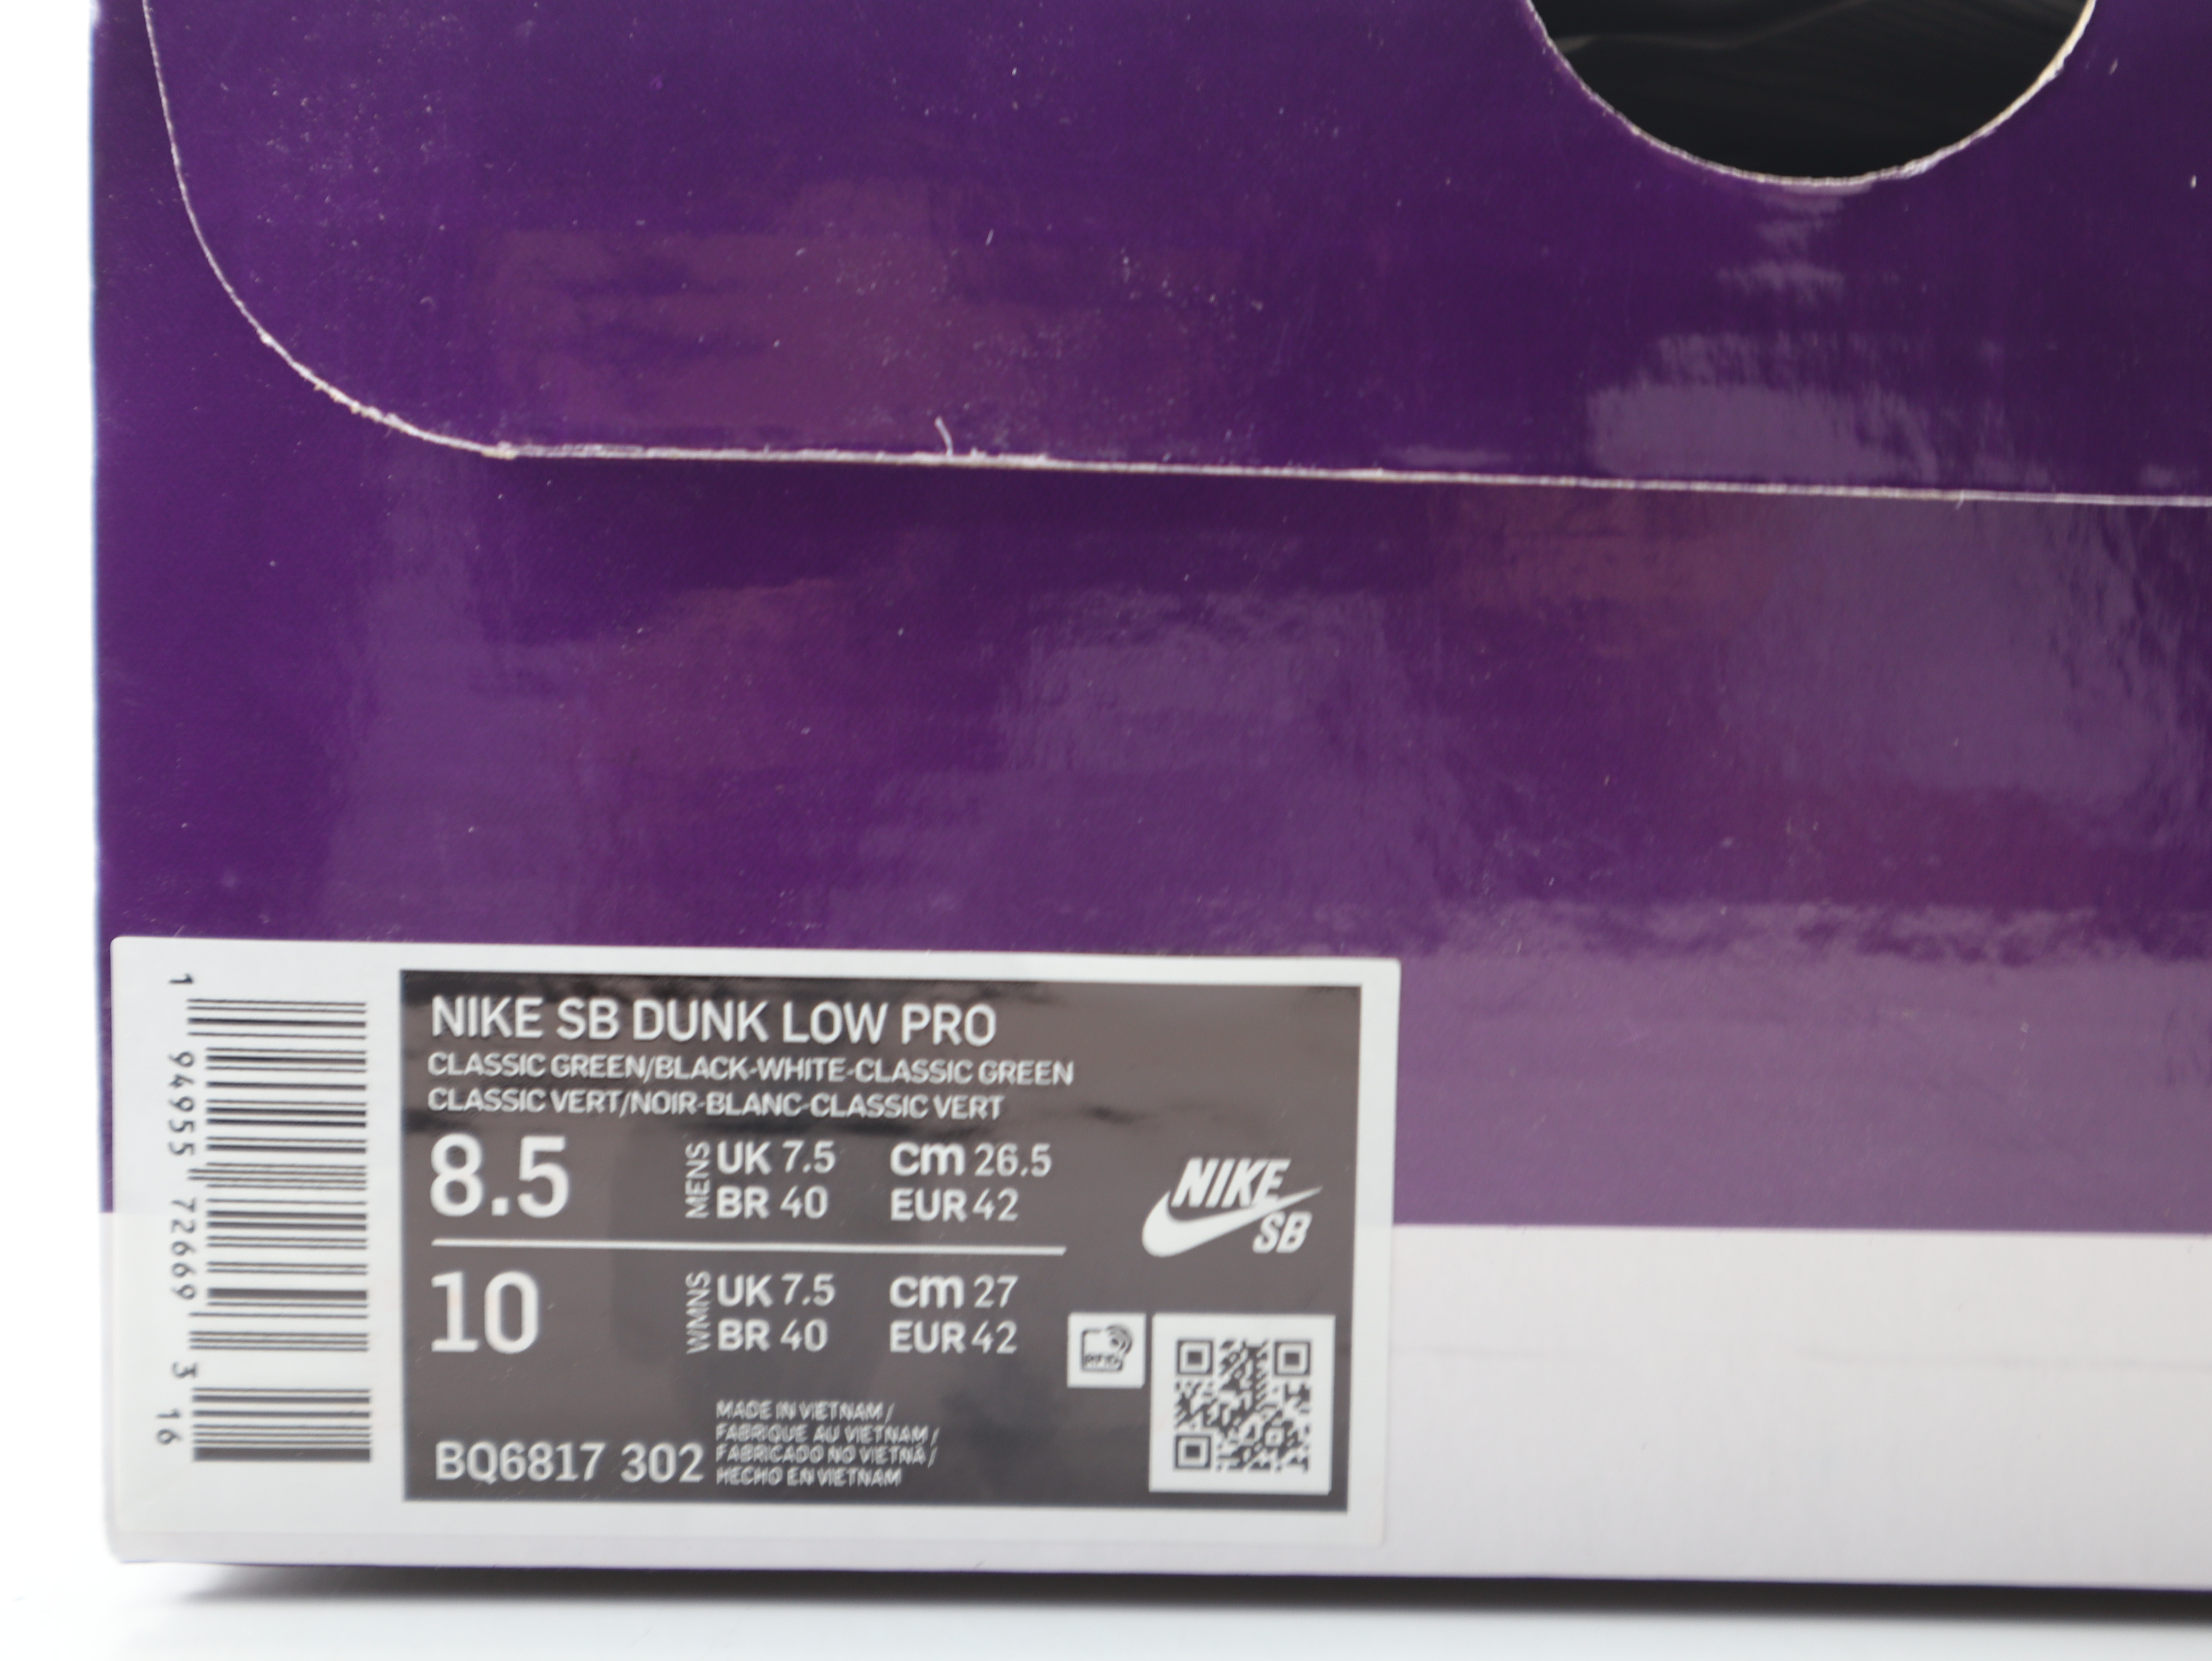 NIKE SB DUNK LOW PRO
CLASSIC GREEN/BLACK-WHITE-CLASSIC GREEN
CLASSIC VERT/NOIR-BLANC-CLASSIC VERT
8.5 MENS UK 7.5 cm 26.5
BR 40 EUR 42
10 WMNS UK 7.5 cm 27
BR 40 EUR 42
NIKE
SB
RFID
BQ6817 302
MADE IN VIETNAM /
FABRIQUE AU VIETNAM /
FABRICADO NO VIETNÃ /
HECHO EN VIETNAM
1 94955 72669 3 16